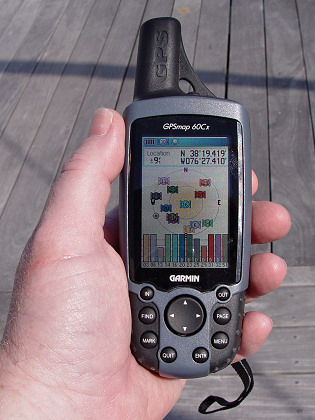 GPS
GPSmap 60Cx
Location N 38°19.419'
W076°27.410'
N
E
GARMIN
IN OUT
FIND PAGE
MARK MENU
QUIT ENTR